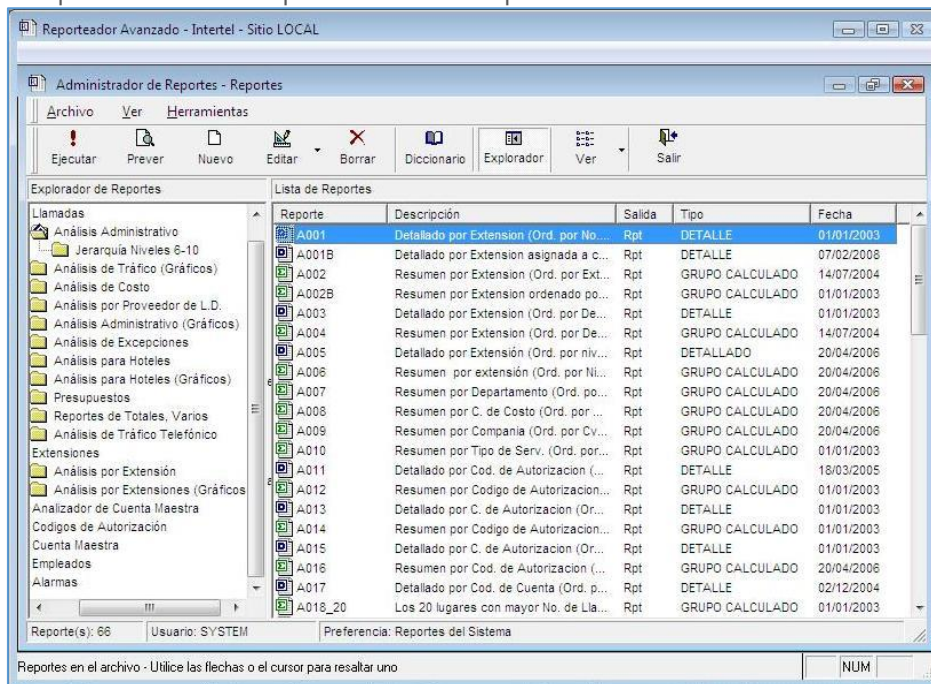 Reporteador Avanzado - Intertel - Sitio LOCAL
Administrador de Reportes - Reportes
Archivo Ver Herramientas
Ejecutar Prever Nuevo Editar Borrar Diccionario Explorador Ver Salir
Explorador de Reportes
Llamadas
Análisis Administrativo
Jerarquía Niveles 6-10
Análisis de Tráfico (Gráficos)
Análisis de Costo
Análisis por Proveedor de L.D.
Análisis Administrativo (Gráficos)
Análisis de Excepciones
Análisis para Hoteles
Análisis para Hoteles (Gráficos)
Presupuestos
Reportes de Totales, Varios
Análisis de Tráfico Telefónico
Extensiones
Análisis por Extensión
Análisis por Extensiones (Gráficos
Analizador de Cuenta Maestra
Codigos de Autorización
Cuenta Maestra
Empleados
Alarmas
Lista de Reportes
Reporte Descripción Salida Tipo Fecha
A001 Detallado por Extension (Ord. por No.... Rpt DETALLE 01/01/2003
A001B Detallado por Extension asignada a c... Rpt DETALLE 07/02/2008
A002 Resumen por Extension (Ord. por Ext... Rpt GRUPO CALCULADO 14/07/2004
A002B Resumen por Extension ordenado po... Rpt GRUPO CALCULADO 01/01/2003
A003 Detallado por Extension (Ord. por De... Rpt DETALLE 01/01/2003
A004 Resumen por Extension (Ord. por De... Rpt GRUPO CALCULADO 14/07/2004
A005 Detallado por Extensión (Ord. por niv... Rpt DETALLADO 20/04/2006
A006 Resumen por extensión (Ord. por Ni... Rpt GRUPO CALCULADO 20/04/2006
A007 Resumen por Departamento (Ord. po... Rpt GRUPO CALCULADO 20/04/2006
A008 Resumen por C. de Costo (Ord. por ... Rpt GRUPO CALCULADO 20/04/2006
A009 Resumen por Compania (Ord. por Cv... Rpt GRUPO CALCULADO 20/04/2006
A010 Resumen por Tipo de Serv. (Ord. por... Rpt GRUPO CALCULADO 01/01/2003
A011 Detallado por Cod. de Autorizacion (... Rpt DETALLE 18/03/2005
A012 Resumen por Codigo de Autorizacion... Rpt GRUPO CALCULADO 01/01/2003
A013 Detallado por C. de Autorizacion (Or... Rpt DETALLE 01/01/2003
A014 Resumen por Codigo de Autorizacion... Rpt GRUPO CALCULADO 01/01/2003
A015 Detallado por C. de Autorizacion (Or... Rpt DETALLE 01/01/2003
A016 Resumen por Cod. de Autorizacion (... Rpt GRUPO CALCULADO 20/04/2006
A017 Detallado por Cod. de Cuenta (Ord. p... Rpt DETALLE 02/12/2004
A018_20 Los 20 lugares con mayor No. de Lla... Rpt GRUPO CALCULADO 01/01/2003
Reporte(s): 66 Usuario: SYSTEM Preferencia: Reportes del Sistema
Reportes en el archivo - Utilice las flechas o el cursor para resaltar uno NUM